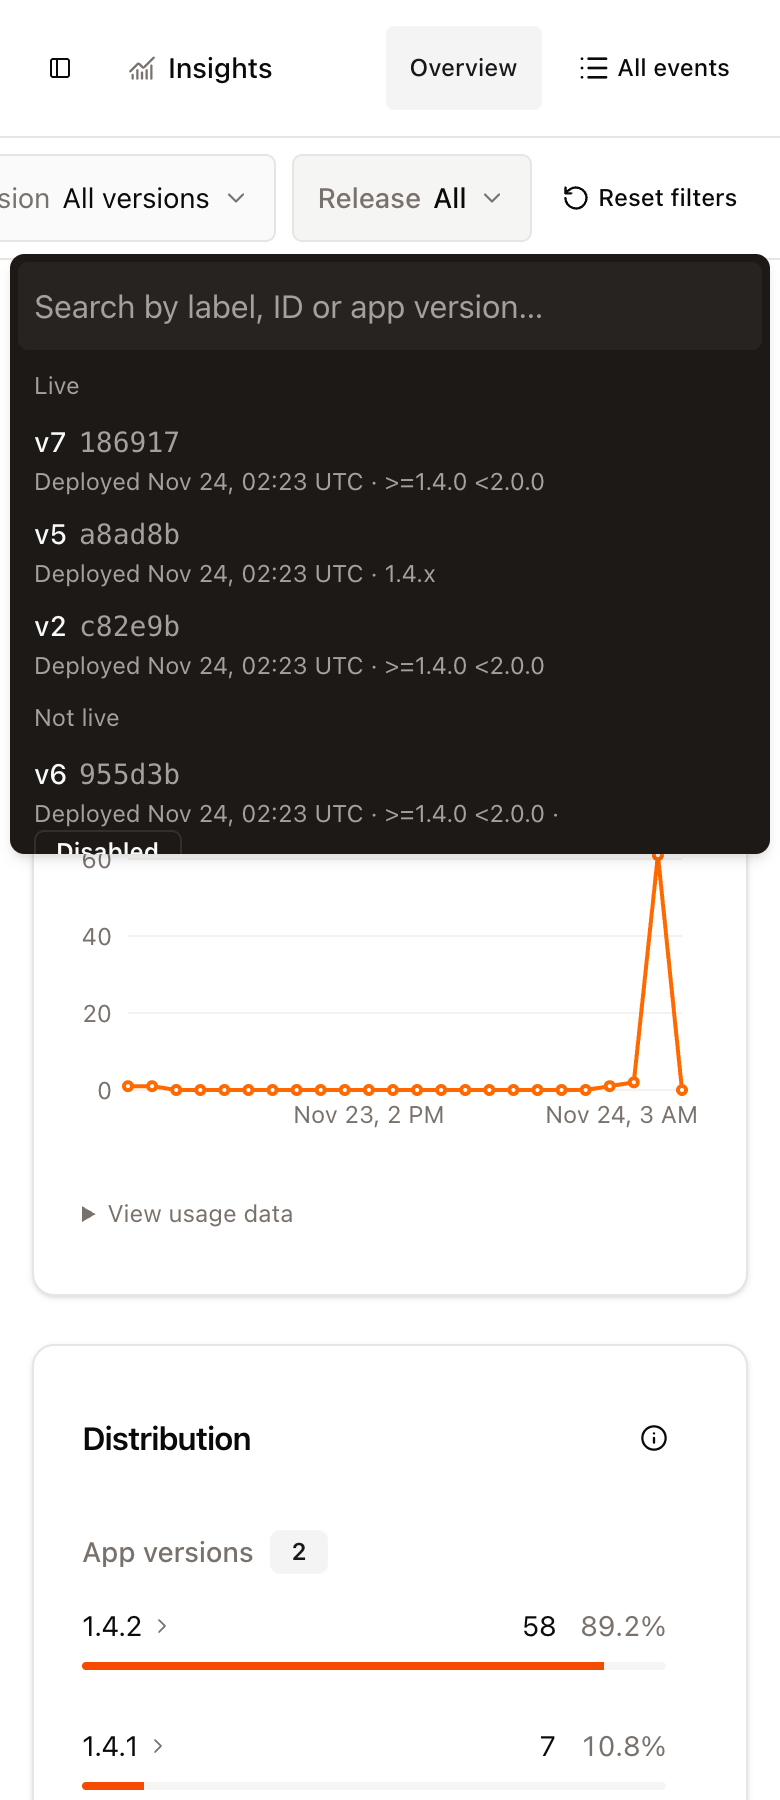 Insights
Overview
All events
sion All versions
Release All
Reset filters
Search by label, ID or app version...
Live
v7 186917
Deployed Nov 24, 02:23 UTC · >=1.4.0 <2.0.0
v5 a8ad8b
Deployed Nov 24, 02:23 UTC · 1.4.x
v2 c82e9b
Deployed Nov 24, 02:23 UTC · >=1.4.0 <2.0.0
Not live
v6 955d3b
Deployed Nov 24, 02:23 UTC · >=1.4.0 <2.0.0 ·
Disabled
60
40
20
0
Nov 23, 2 PM
Nov 24, 3 AM
View usage data
Distribution
App versions 2
1.4.2 58 89.2%
1.4.1 7 10.8%